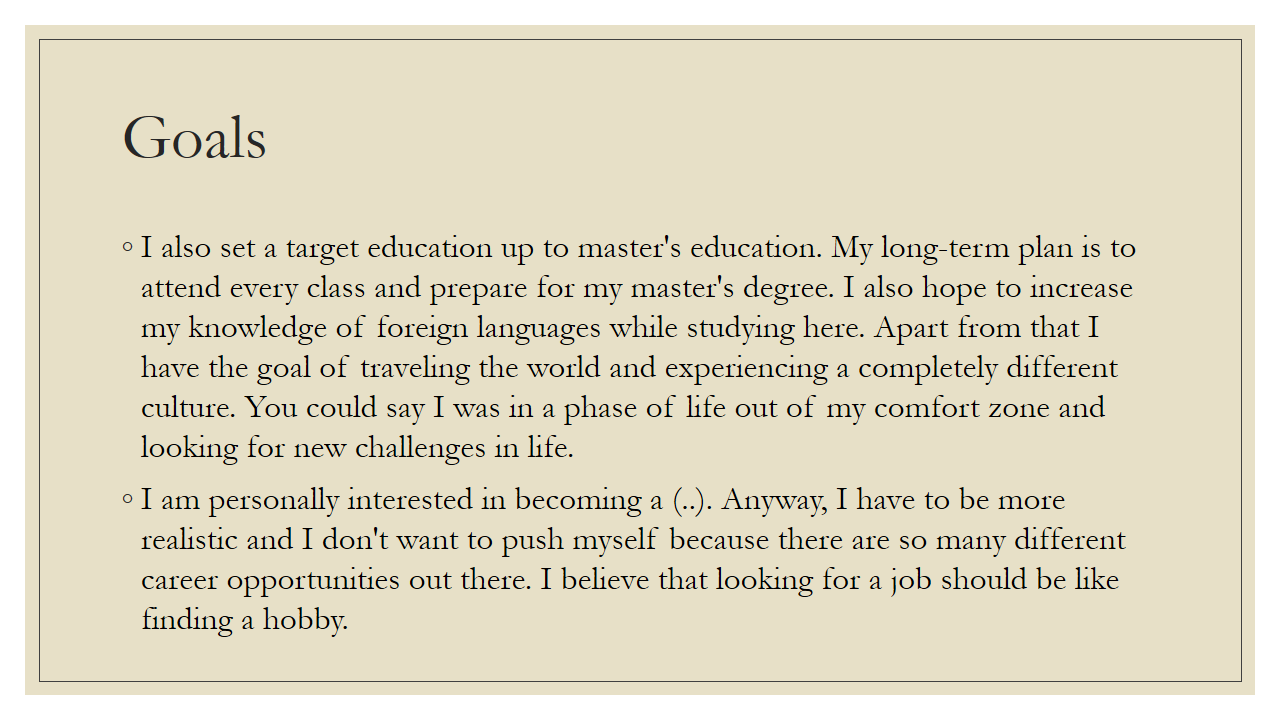 Goals
◦ I also set a target education up to master's education. My long-term plan is to
attend every class and prepare for my master's degree. I also hope to increase
my knowledge of foreign languages while studying here. Apart from that I
have the goal of traveling the world and experiencing a completely different
culture. You could say I was in a phase of life out of my comfort zone and
looking for new challenges in life.
◦ I am personally interested in becoming a (..). Anyway, I have to be more
realistic and I don't want to push myself because there are so many different
career opportunities out there. I believe that looking for a job should be like
finding a hobby.